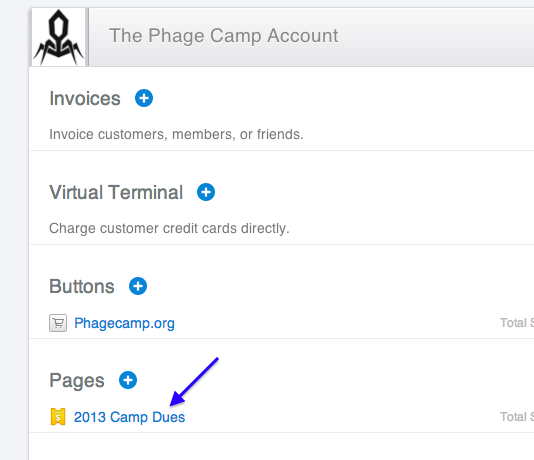 The Phage Camp Account
Invoices
Invoice customers, members, or friends.
Virtual Terminal
Charge customer credit cards directly.
Buttons
Phagecamp.org
Total S
Pages
2013 Camp Dues
Total S